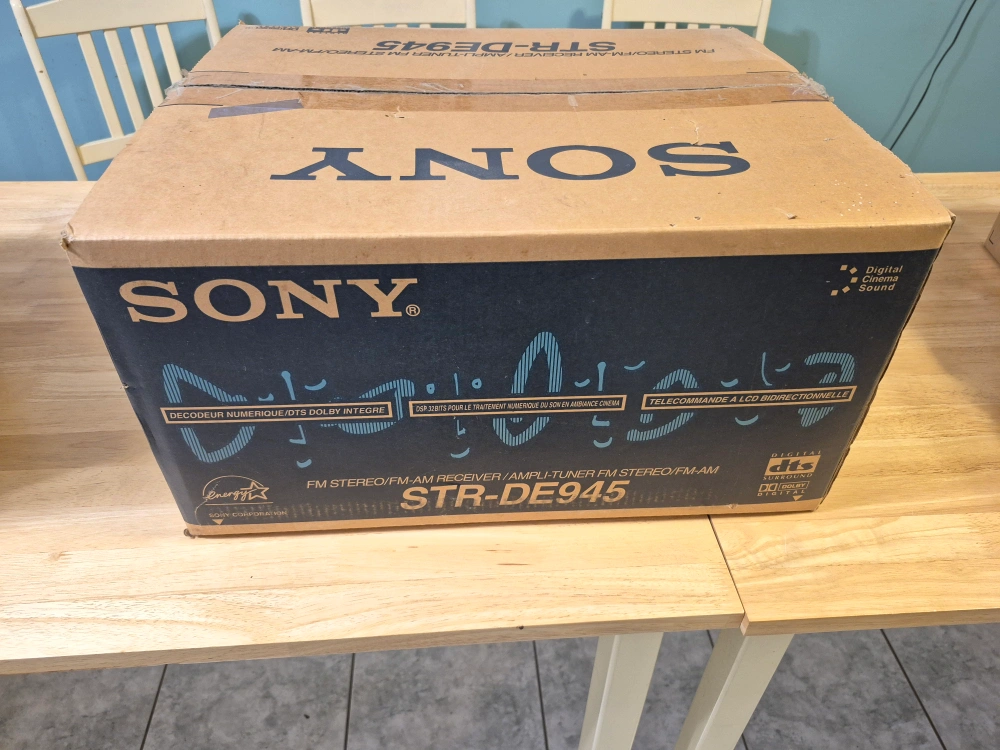 FM STEREO/FM-AM RECEIVER/AMPLI-TUNER FM STEREO/FM-AM
STR-DE945
SONY
SONY®
Digital
Cinema
Sound
DECODEUR NUMERIQUE/DTS DOLBY INTEGRE
DSP 32BITS POUR LE TRAITEMENT NUMERIQUE DU SON EN AMBIANCE CINEMA
TELECOMMANDE A LCD BIDIRECTIONNELLE
FM STEREO/FM-AM RECEIVER/AMPLI-TUNER FM STEREO/FM-AM
STR-DE945
energy
SONY CORPORATION
DIGITAL
dts
SURROUND
DOLBY
DIGITAL